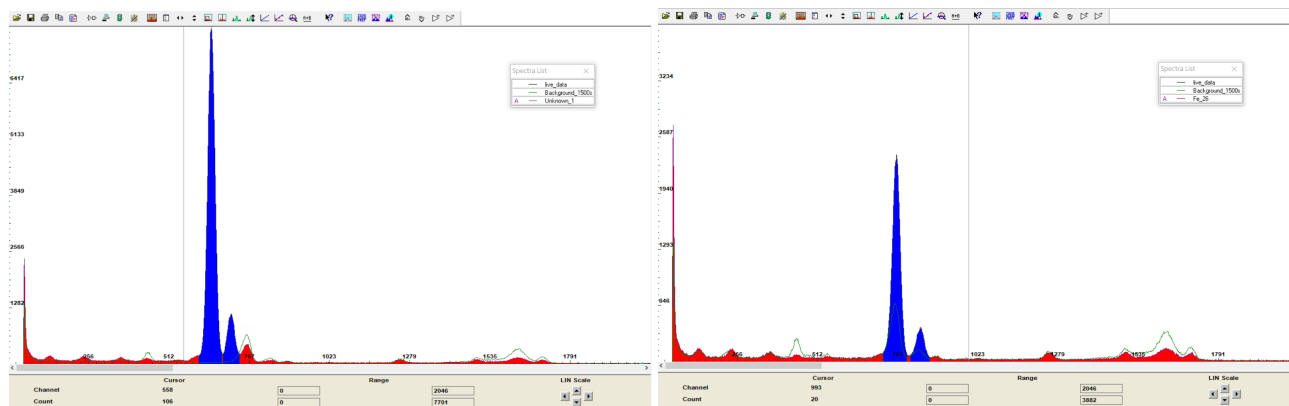 Spectra List
live_data
Background_1500s
A Unknown_1
6417
5133
3849
2566
1282
256
512
767
1023
1279
1535
1791
Cursor Range LIN Scale
Channel 558 0 2046
Count 106 0 7701
Spectra List
live_data
Background_1500s
A Fe_26
3234
2587
1940
1293
646
256
512
767
1023
1279
1535
1791
Cursor Range LIN Scale
Channel 993 0 2046
Count 20 0 3882